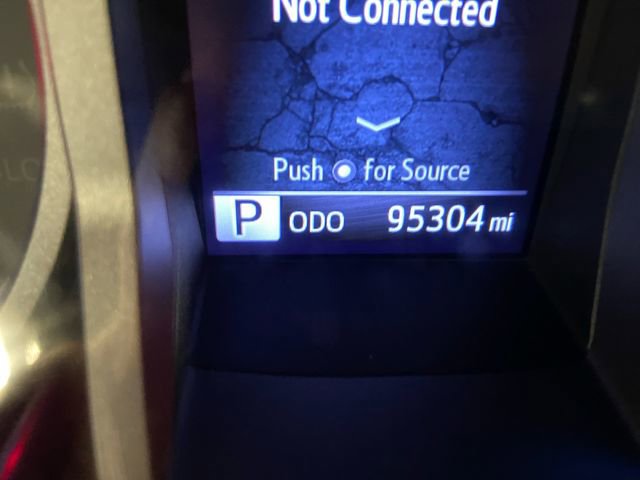 Not Connected
Push for Source
P ODO 95304 mi